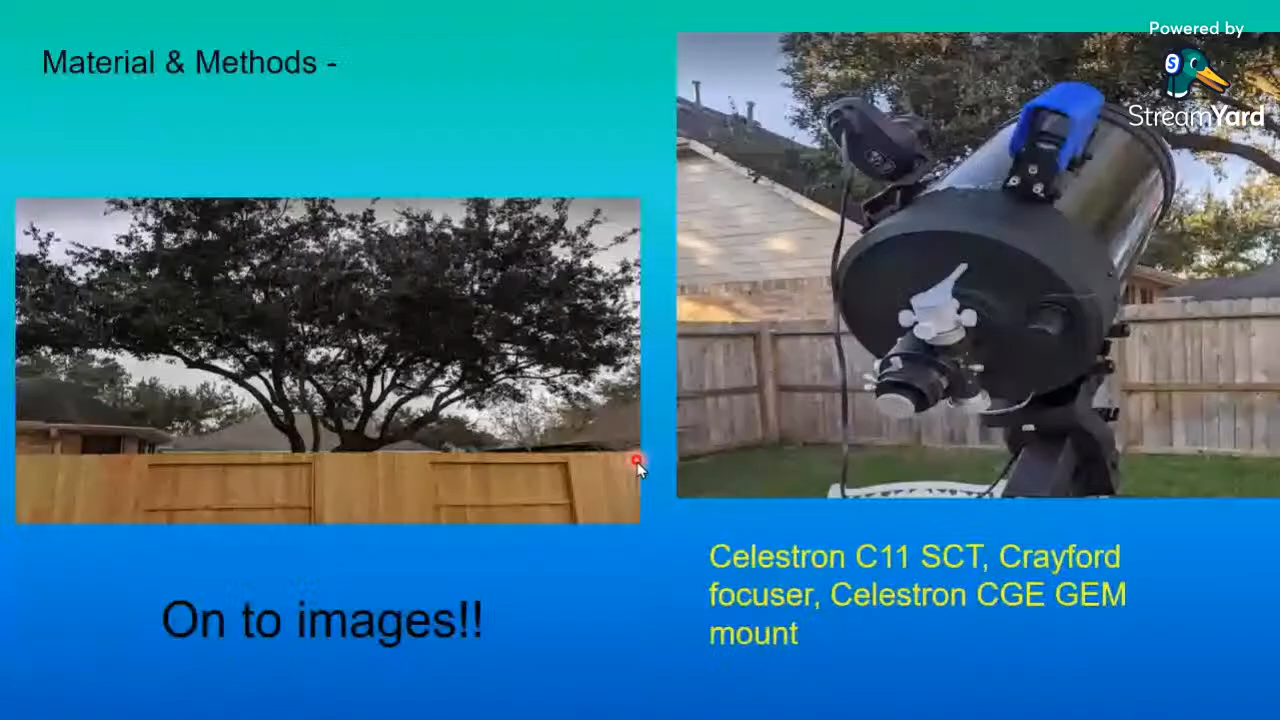 Powered by
StreamYard
Material & Methods -
Celestron C11 SCT, Crayford
focuser, Celestron CGE GEM
mount
On to images!!